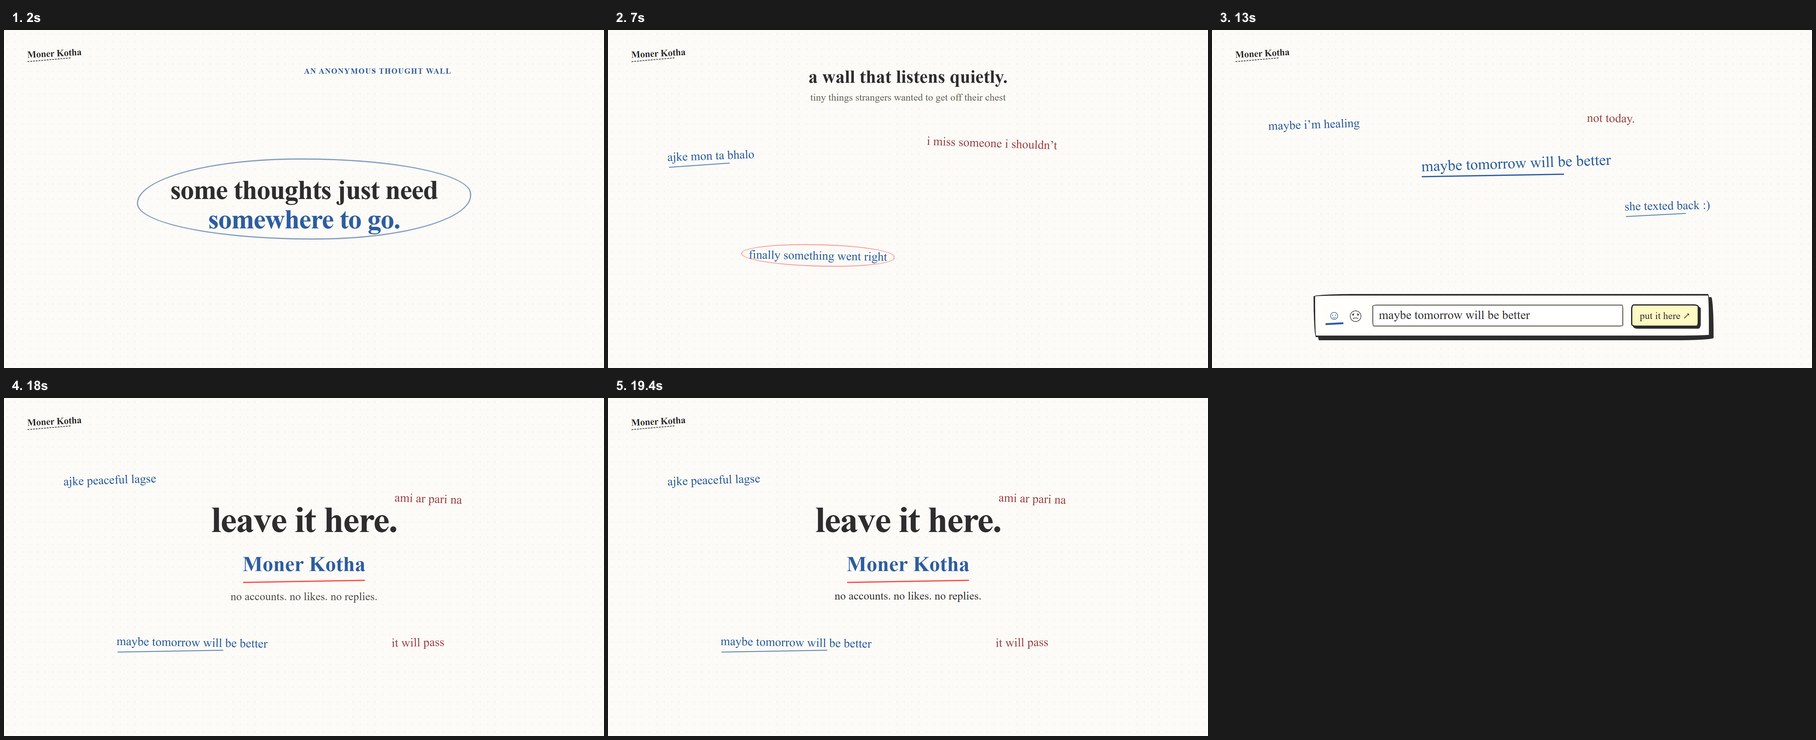 1. 2s
Moner Kotha
AN ANONYMOUS THOUGHT WALL
some thoughts just need
somewhere to go.
2. 7s
Moner Kotha
a wall that listens quietly.
tiny things strangers wanted to get off their chest
i miss someone i shouldn’t
ajke mon ta bhalo
finally something went right
3. 13s
Moner Kotha
maybe i’m healing
not today.
maybe tomorrow will be better
she texted back :)
maybe tomorrow will be better
put it here ↗
4. 18s
Moner Kotha
ajke peaceful lagse
ami ar pari na
leave it here.
Moner Kotha
no accounts. no likes. no replies.
maybe tomorrow will be better
it will pass
5. 19.4s
Moner Kotha
ajke peaceful lagse
ami ar pari na
leave it here.
Moner Kotha
no accounts. no likes. no replies.
maybe tomorrow will be better
it will pass